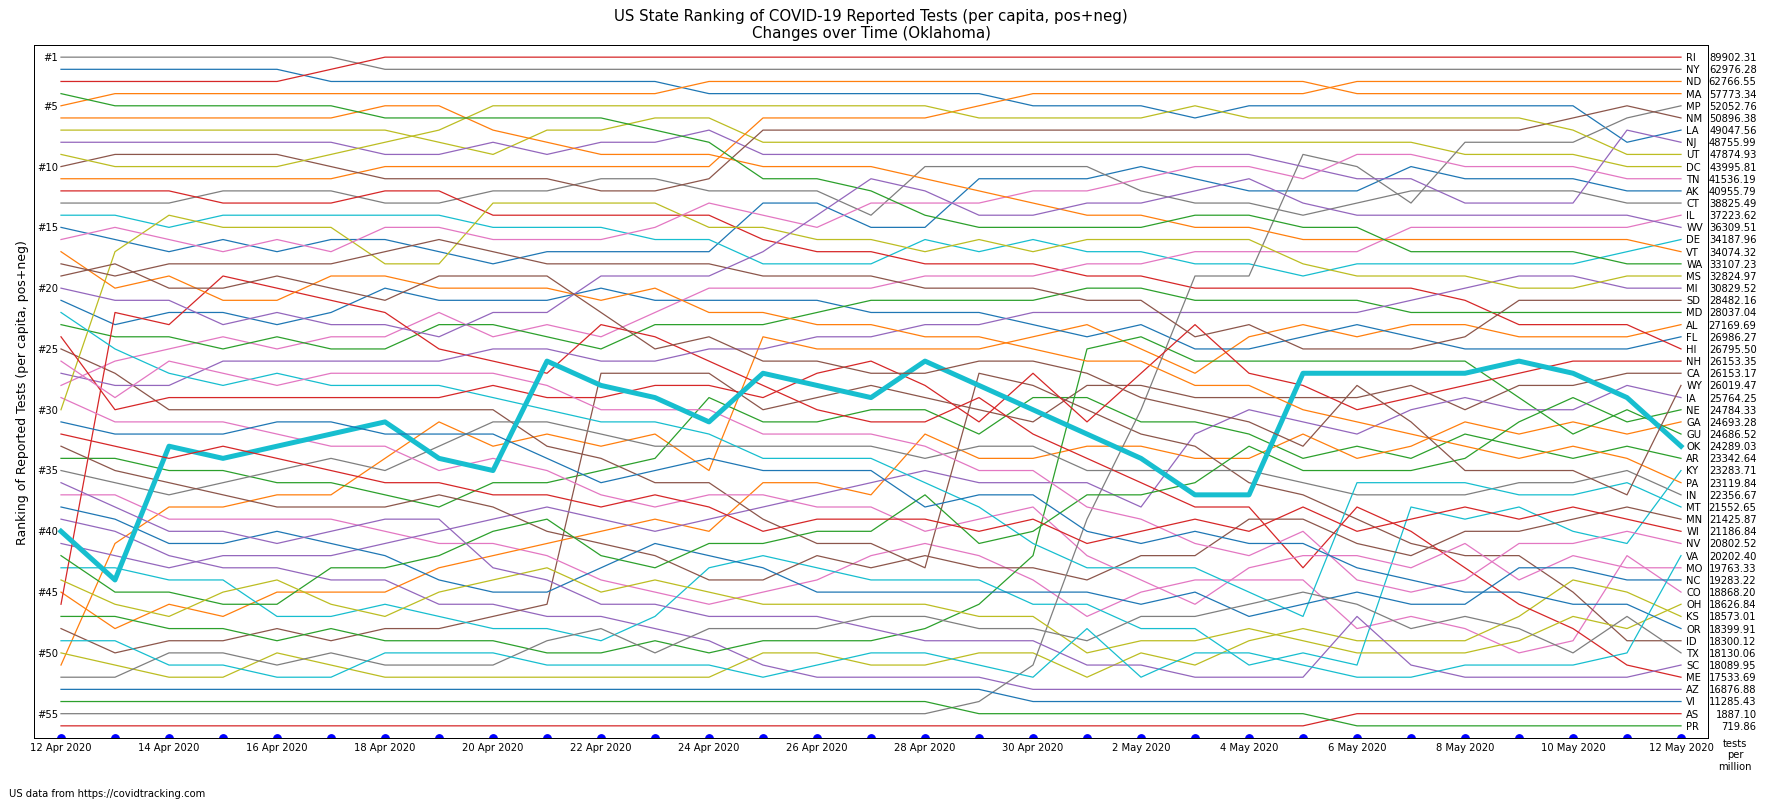 US State Ranking of COVID-19 Reported Tests (per capita, pos+neg)
Changes over Time (Oklahoma)
Ranking of Reported Tests (per capita, pos+neg)
#1
#5
#10
#15
#20
#25
#30
#35
#40
#45
#50
#55
RI 89902.31
NY 62976.28
ND 62766.55
MA 57773.34
MP 52052.76
NM 50896.38
LA 49047.56
NJ 48755.99
UT 47874.93
DC 43995.81
TN 41536.19
AK 40955.79
CT 38825.49
IL 37223.62
WV 36309.51
DE 34187.96
VT 34074.32
WA 33107.23
MS 32824.97
MI 30829.52
SD 28482.16
MD 28037.04
AL 27169.69
FL 26986.27
HI 26795.50
NH 26153.35
CA 26153.17
WY 26019.47
IA 25764.25
NE 24784.33
GA 24693.28
GU 24686.52
OK 24289.03
AR 23342.64
KY 23283.71
PA 23119.84
IN 22356.67
MT 21552.65
MN 21425.87
WI 21186.84
NV 20802.52
VA 20202.40
MO 19763.33
NC 19283.22
CO 18868.20
OH 18626.84
KS 18573.01
OR 18399.91
ID 18300.12
TX 18130.06
SC 18089.95
ME 17533.69
AZ 16876.88
VI 11285.43
AS 1887.10
PR 719.86
12 Apr 2020 14 Apr 2020 16 Apr 2020 18 Apr 2020 20 Apr 2020 22 Apr 2020 24 Apr 2020 26 Apr 2020 28 Apr 2020 30 Apr 2020 2 May 2020 4 May 2020 6 May 2020 8 May 2020 10 May 2020 12 May 2020
tests
per
million
US data from https://covidtracking.com